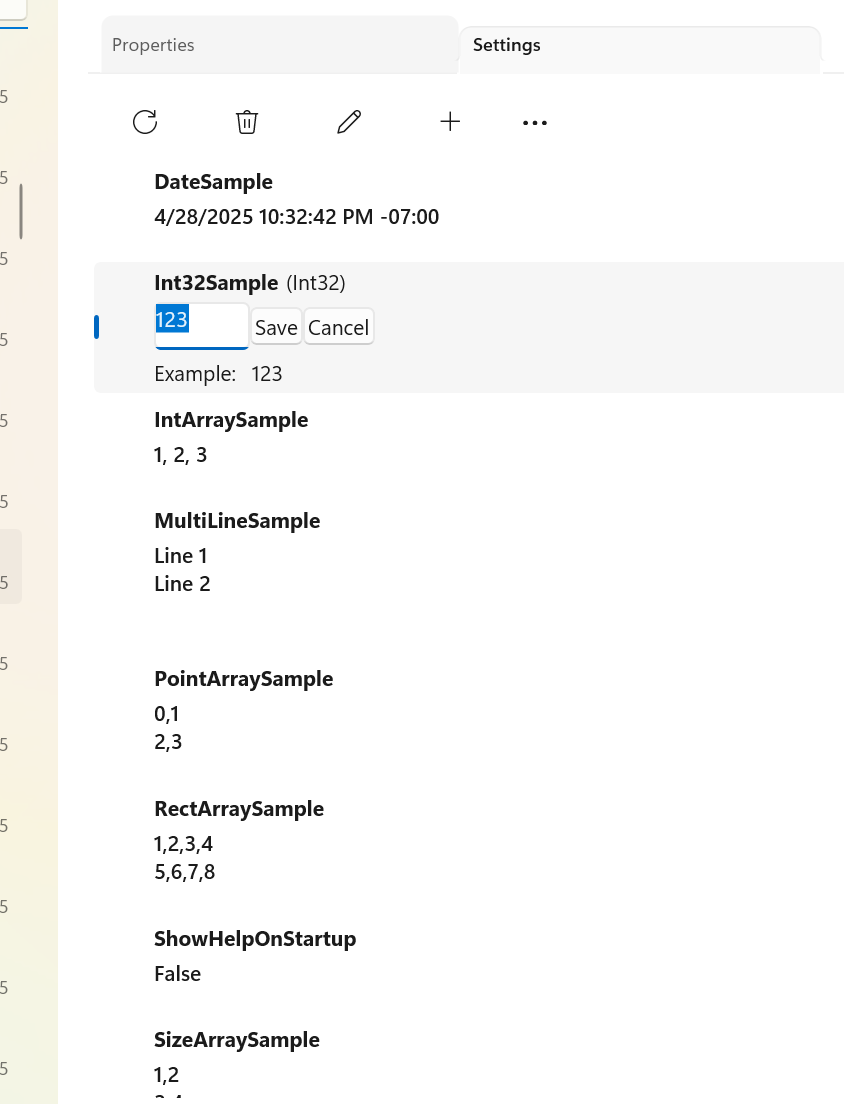 Properties
Settings
DateSample
4/28/2025 10:32:42 PM -07:00
Int32Sample (Int32)
123 Save Cancel
Example: 123
IntArraySample
1, 2, 3
MultiLineSample
Line 1
Line 2
PointArraySample
0,1
2,3
RectArraySample
1,2,3,4
5,6,7,8
ShowHelpOnStartup
False
SizeArraySample
1,2
5
5
5
5
5
5
5
5
5
5
5
5
5